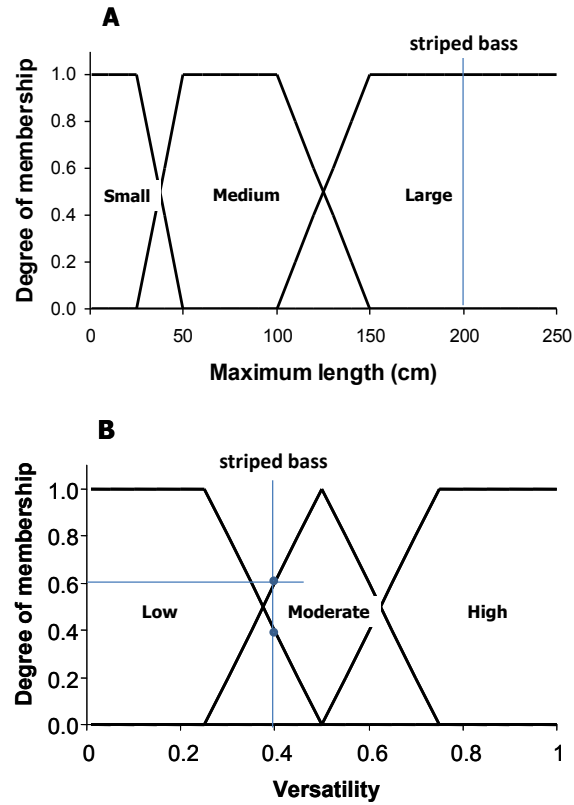 A
striped bass
Degree of membership
1.0
0.8
0.6
0.4
0.2
0.0
Small
Medium
Large
0
50
100
150
200
250
Maximum length (cm)
B
striped bass
Degree of membership
1.0
0.8
0.6
0.4
0.2
0.0
Low
Moderate
High
0
0.2
0.4
0.6
0.8
1
Versatility